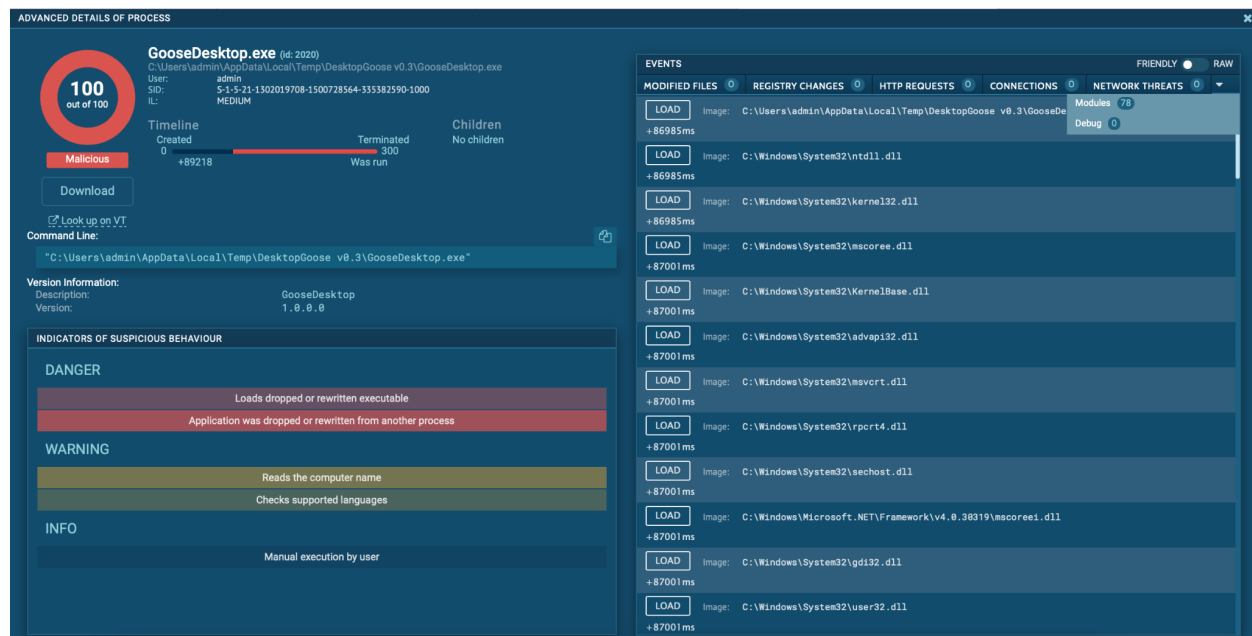 ADVANCED DETAILS OF PROCESS
100
out of 100
Malicious
Download
Look up on VT
GooseDesktop.exe (id: 2020)
C:\Users\admin\AppData\Local\Temp\DesktopGoose v0.3\GooseDesktop.exe
User: admin
SID: S-1-5-21-1302019708-1500728564-335382590-1000
IL: MEDIUM
Timeline
Created Terminated
0 300
+89218 Was run
Children
No children
Command Line:
"C:\Users\admin\AppData\Local\Temp\DesktopGoose v0.3\GooseDesktop.exe"
Version Information:
Description: GooseDesktop
Version: 1.0.0.0
INDICATORS OF SUSPICIOUS BEHAVIOUR
DANGER
Loads dropped or rewritten executable
Application was dropped or rewritten from another process
WARNING
Reads the computer name
Checks supported languages
INFO
Manual execution by user
EVENTS FRIENDLY RAW
MODIFIED FILES 0 REGISTRY CHANGES 0 HTTP REQUESTS 0 CONNECTIONS 0 NETWORK THREATS 0
Modules 78
Debug 0
LOAD Image: C:\Users\admin\AppData\Local\Temp\DesktopGoose v0.3\GooseDe
+86985ms
LOAD Image: C:\Windows\System32\ntdll.dll
+86985ms
LOAD Image: C:\Windows\System32\kernel32.dll
+86985ms
LOAD Image: C:\Windows\System32\mscoree.dll
+87001ms
LOAD Image: C:\Windows\System32\KernelBase.dll
+87001ms
LOAD Image: C:\Windows\System32\advapi32.dll
+87001ms
LOAD Image: C:\Windows\System32\msvcrt.dll
+87001ms
LOAD Image: C:\Windows\System32\rpcrt4.dll
+87001ms
LOAD Image: C:\Windows\System32\sechost.dll
+87001ms
LOAD Image: C:\Windows\Microsoft.NET\Framework\v4.0.30319\mscoreei.dll
+87001ms
LOAD Image: C:\Windows\System32\gdi32.dll
+87001ms
LOAD Image: C:\Windows\System32\user32.dll
+87001ms